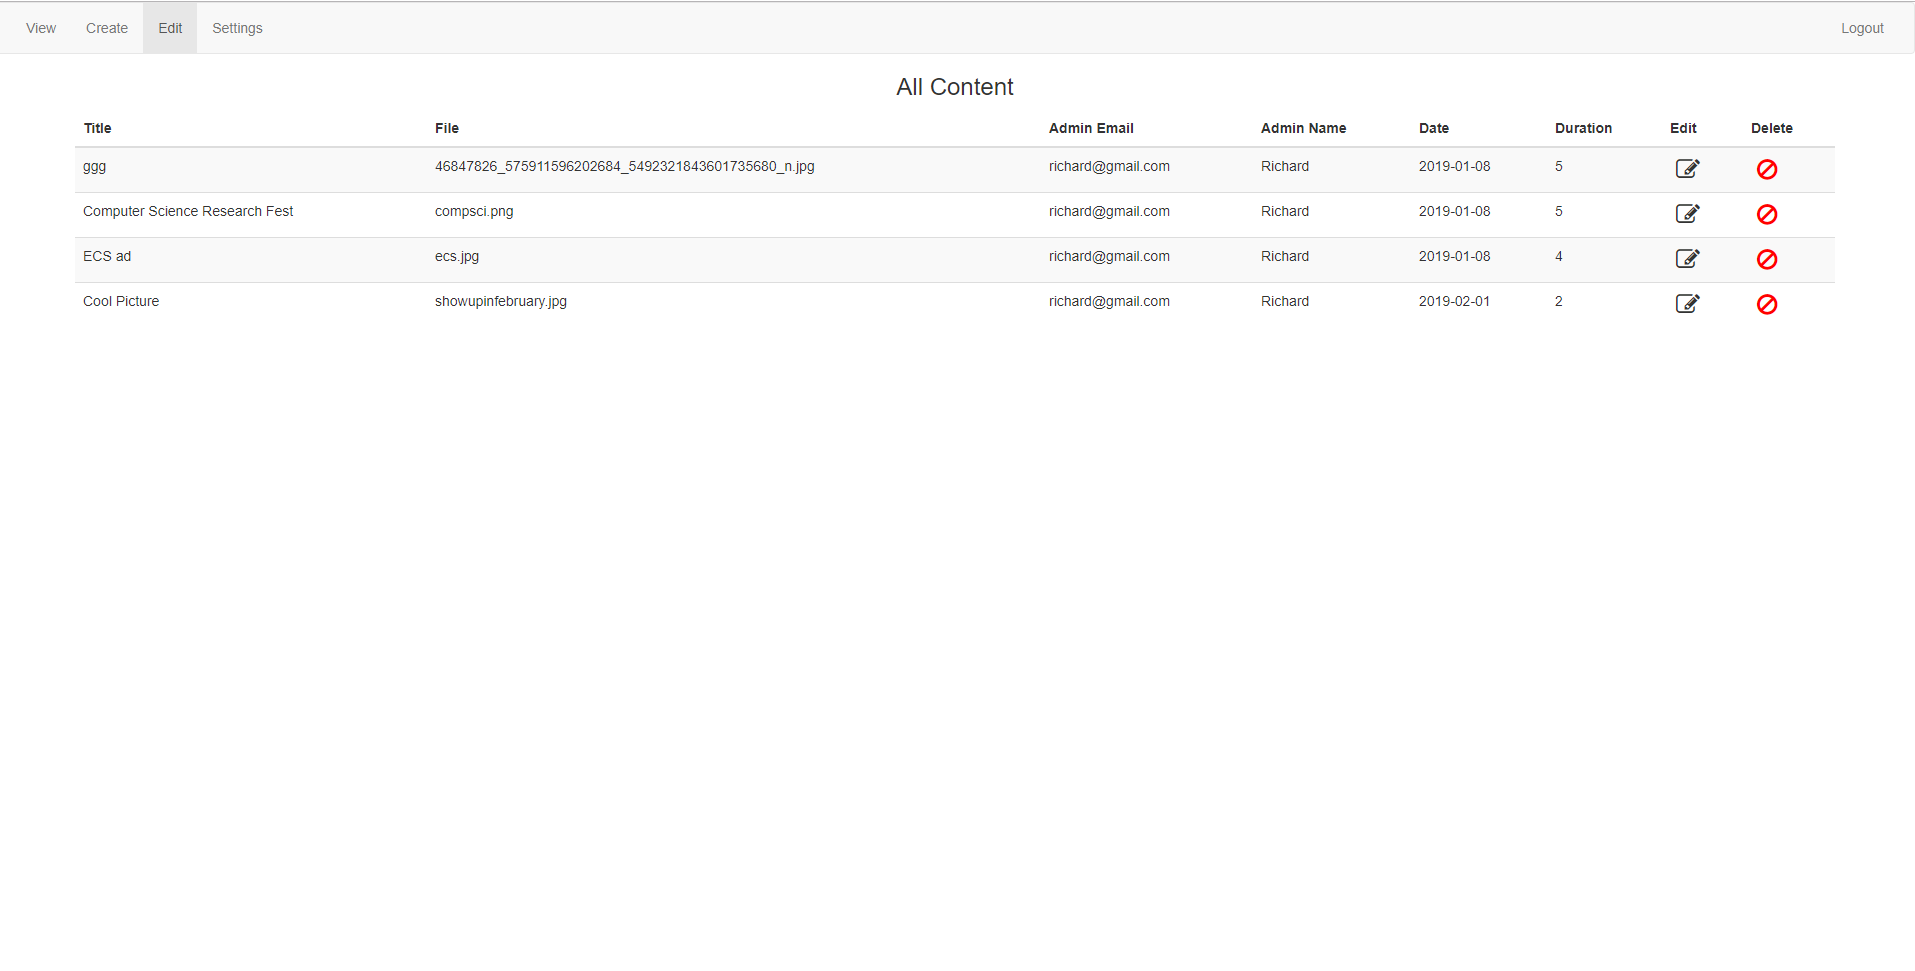 View Create Edit Settings Logout
All Content
Title File Admin Email Admin Name Date Duration Edit Delete
ggg 46847826_575911596202684_5492321843601735680_n.jpg richard@gmail.com Richard 2019-01-08 5
Computer Science Research Fest compsci.png richard@gmail.com Richard 2019-01-08 5
ECS ad ecs.jpg richard@gmail.com Richard 2019-01-08 4
Cool Picture showupinfebruary.jpg richard@gmail.com Richard 2019-02-01 2